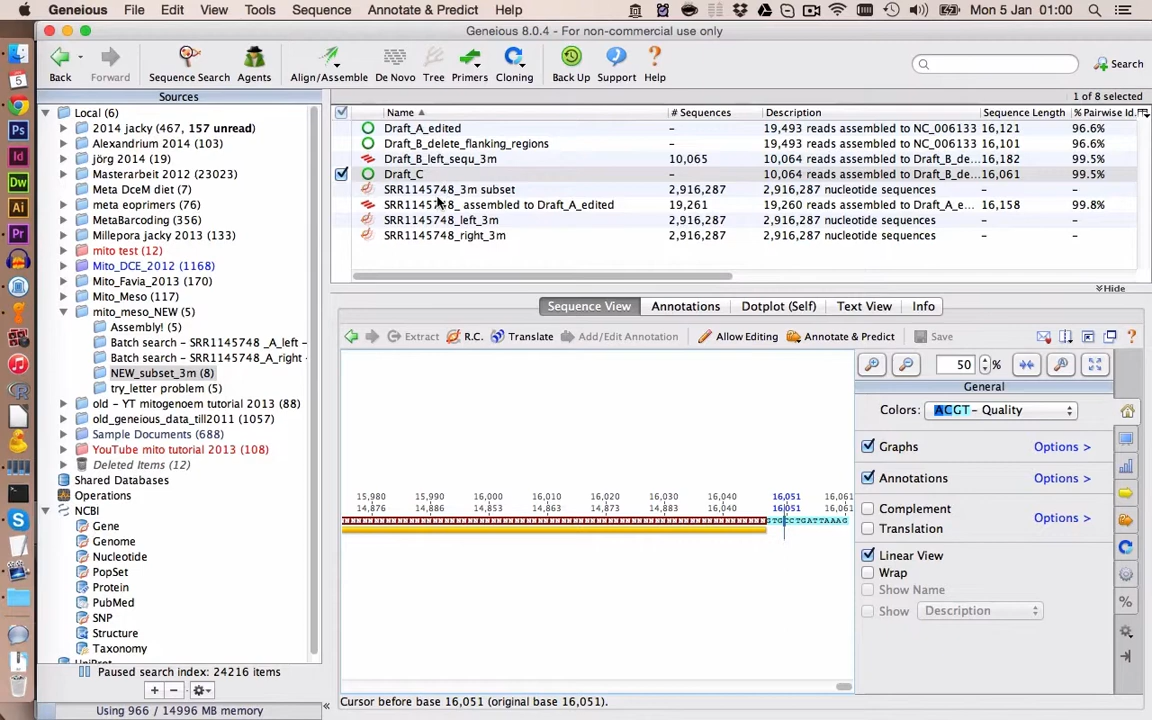 Geneious File Edit View Tools Sequence Annotate & Predict Window Help Mon 5 Jan 01:00
Geneious 8.0.4 - For non-commercial use only
Back Forward Sequence Search Agents Align/Assemble De Novo Tree Primers Cloning Back Up Support Help Search
Sources
1 of 8 selected
Name # Sequences Description Sequence Length % Pairwise Id.
Local (6)
2014 jacky (467, 157 unread)
Alexandrium 2014 (103)
jörg 2014 (19)
Masterarbeit 2012 (23023)
Meta DceM diet (7)
meta eoprimers (76)
MetaBarcoding (356)
Millepora jacky 2013 (137)
mito test (12)
Mito_DCE_2012 (1168)
Mito_Favia_2013 (170)
Mito_Meso (117)
mito_meso_NEW (5)
Assembly! (5)
Batch search - SRR1145748 _A_left -
Batch search - SRR1145748 _A_right -
NEW_subset_3m (8)
try_letter problem (5)
old - YT mitogenoem tutorial 2013 (88)
old_geneious_data_till2011 (1057)
Sample Documents (688)
YouTube mito tutorial 2013 (108)
Deleted Items (12)
Shared Databases
Operations
NCBI
Gene
Genome
Nucleotide
PopSet
Protein
PubMed
SNP
Structure
Taxonomy
UniProt
Paused search index: 24216 items
Using 966 / 14996 MB memory
Draft_A_edited – 19,493 reads assembled to NC_006133 16,121 96.6%
Draft_B_delete_flanking_regions – 19,493 reads assembled to NC_006133 16,101 96.6%
Draft_B_left_sequ_3m 10,065 10,064 reads assembled to Draft_B_de... 16,182 99.5%
Draft_C – 10,064 reads assembled to Draft_B_de... 16,061 99.5%
SRR1145748_3m subset 2,916,287 2,916,287 nucleotide sequences – –
SRR1145748_ assembled to Draft_A_edited 19,261 19,260 reads assembled to Draft_A_e... 16,158 99.8%
SRR1145748_left_3m 2,916,287 2,916,287 nucleotide sequences – –
SRR1145748_right_3m 2,916,287 2,916,287 nucleotide sequences – –
Hide
Sequence View Annotations Dotplot (Self) Text View Info
Extract R.C. Translate Add/Edit Annotation Allow Editing Annotate & Predict Save
50 %
General
Colors: ACGT - Quality
Graphs Options >
Annotations Options >
Complement
Translation Options >
Linear View
Wrap
Show Name
Show Description
15,980 15,990 16,000 16,010 16,020 16,030 16,040 16,051 16,061
14,876 14,886 14,893 14,903 14,913 14,863 14,873 16,051 16,061
GTGCCTGATTAAAG
Cursor before base 16,051 (original base 16,051).